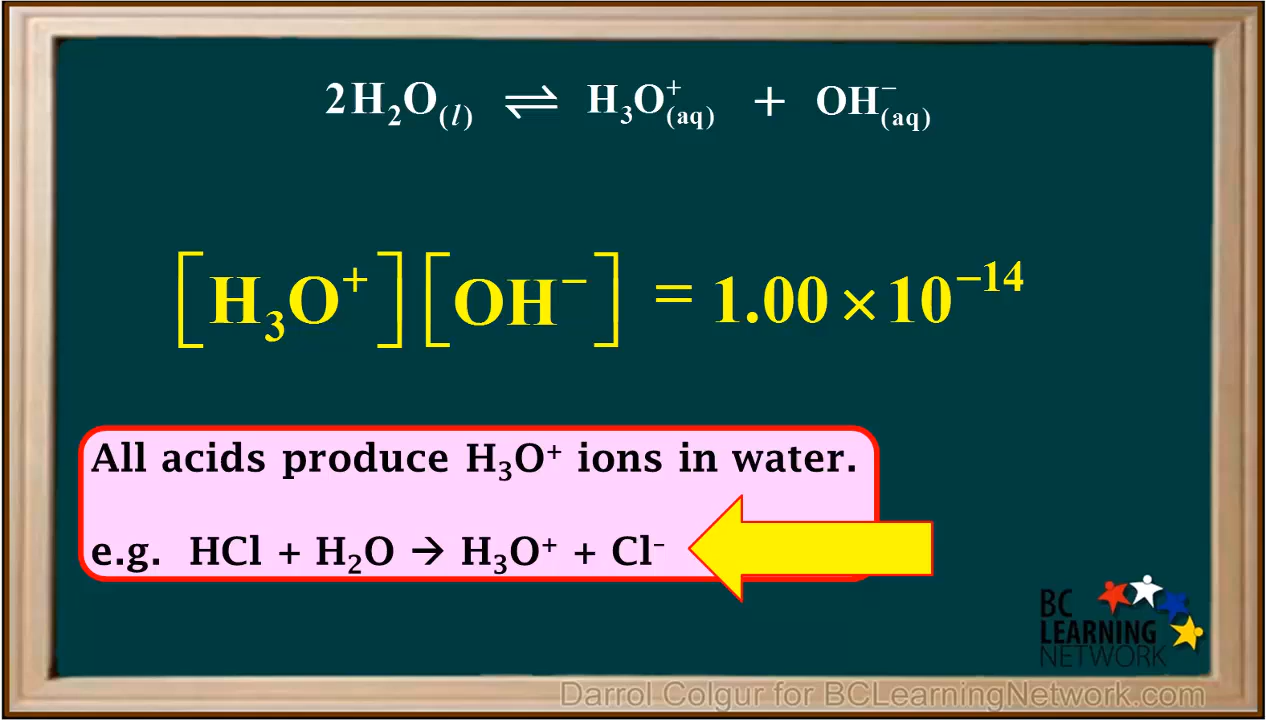 2H₂O₍l₎ ⇌ H₃O⁺(aq) + OH⁻(aq)
[H₃O⁺][OH⁻] = 1.00 × 10⁻¹⁴
All acids produce H₃O⁺ ions in water.
e.g. HCl + H₂O → H₃O⁺ + Cl⁻
BC
LEARNING
NETWORK
Darrol Colgur for BCLearningNetwork.com